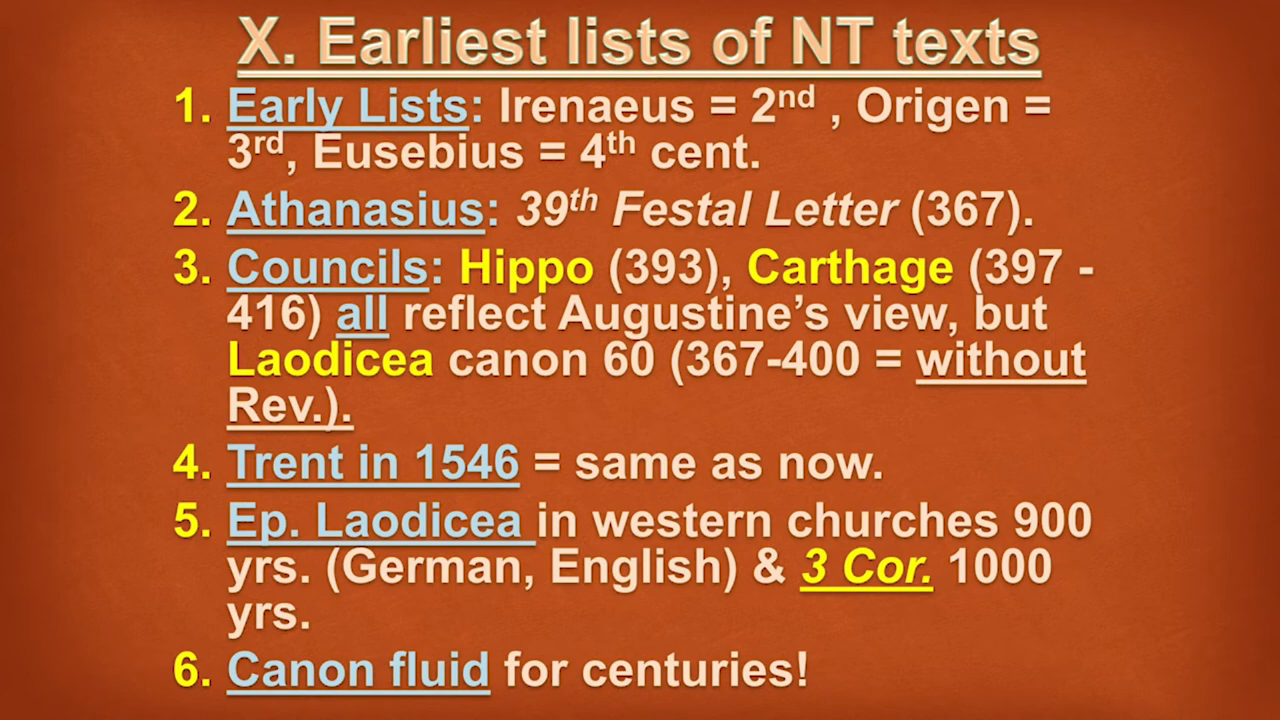 X. Earliest lists of NT texts
1. Early Lists: Irenaeus = 2nd , Origen =
3rd, Eusebius = 4th cent.
2. Athanasius: 39th Festal Letter (367).
3. Councils: Hippo (393), Carthage (397 -
416) all reflect Augustine’s view, but
Laodicea canon 60 (367-400 = without
Rev.).
4. Trent in 1546 = same as now.
5. Ep. Laodicea in western churches 900
yrs. (German, English) & 3 Cor. 1000
yrs.
6. Canon fluid for centuries!